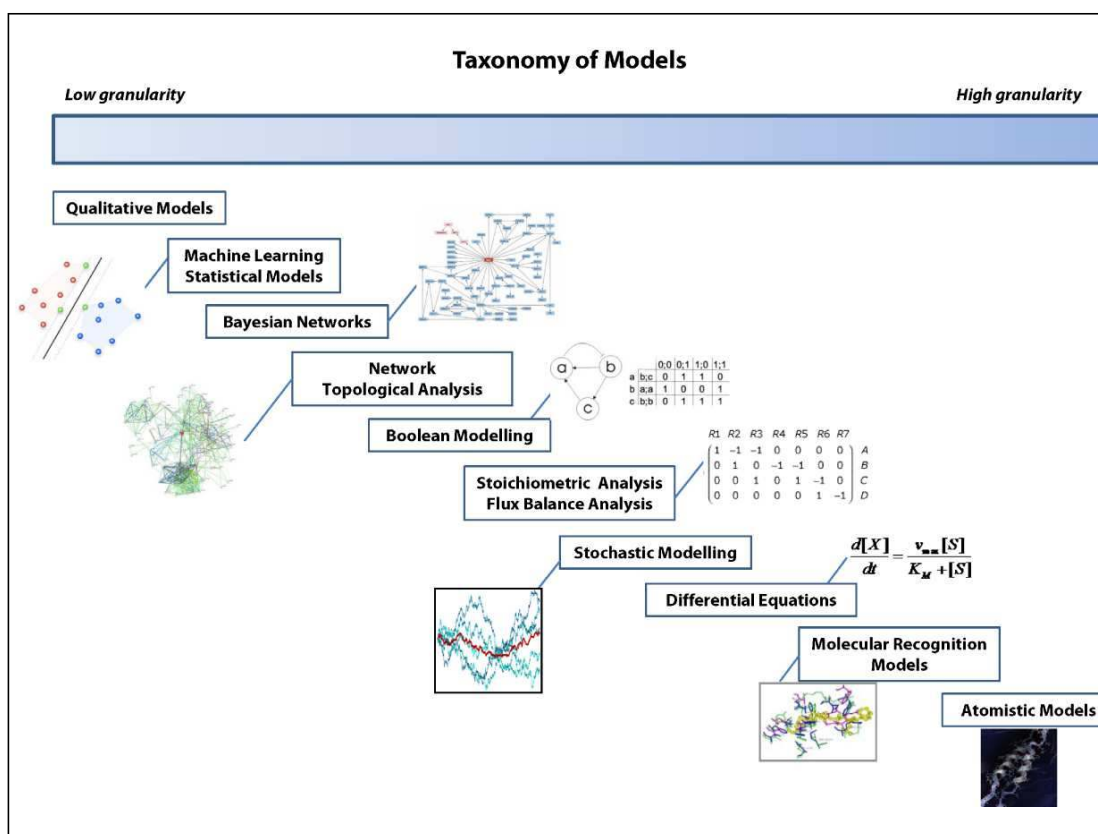 Taxonomy of Models
Low granularity
High granularity
Qualitative Models
Machine Learning
Statistical Models
Bayesian Networks
Network
Topological Analysis
a
b
c
0;0 0;1 1;0 1;1
a b;c 0 1 1 0
b a;a 1 0 0 1
c b;b 0 1 1 1
Boolean Modelling
R1 R2 R3 R4 R5 R6 R7
1 −1 −1 0 0 0 0 A
0 1 0 −1 −1 0 0 B
0 0 1 0 1 −1 0 C
0 0 0 0 0 1 −1 D
Stoichiometric Analysis
Flux Balance Analysis
Stochastic Modelling
d[X]/dt = [S]/K_M + [S]
Differential Equations
Molecular Recognition
Models
Atomistic Models